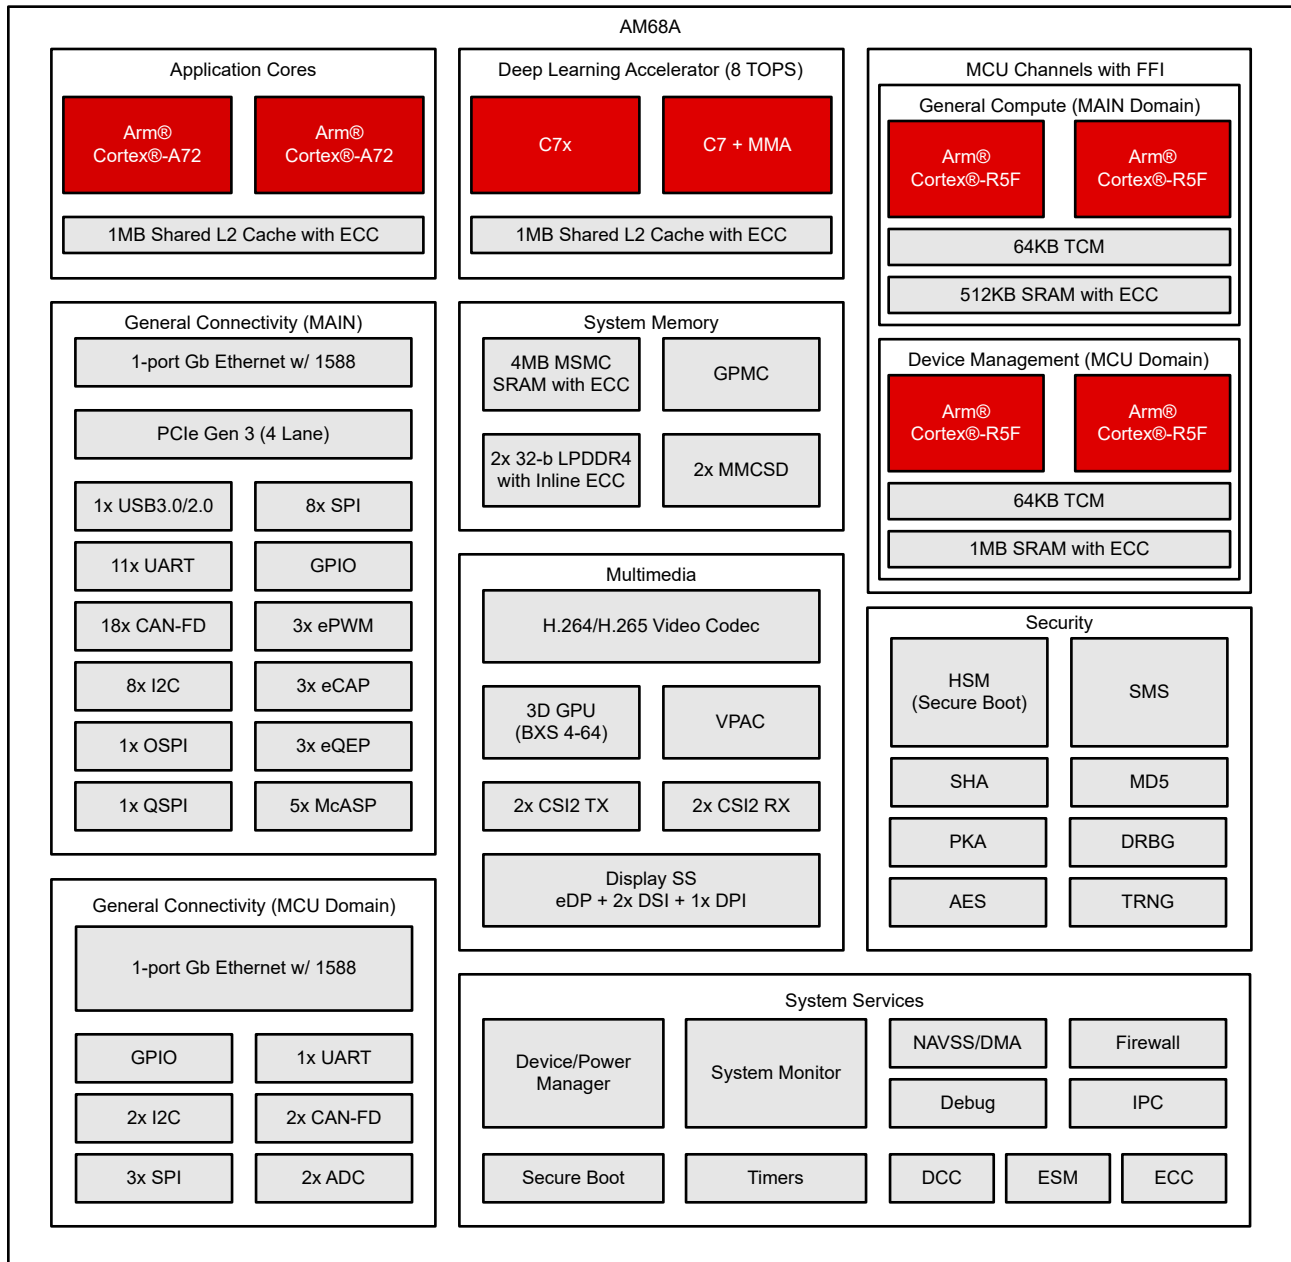 AM68A
Application Cores
Arm®
Cortex®-A72
Arm®
Cortex®-A72
1MB Shared L2 Cache with ECC
Deep Learning Accelerator (8 TOPS)
C7x
C7 + MMA
1MB Shared L2 Cache with ECC
MCU Channels with FFI
General Compute (MAIN Domain)
Arm®
Cortex®-R5F
Arm®
Cortex®-R5F
64KB TCM
512KB SRAM with ECC
Device Management (MCU Domain)
Arm®
Cortex®-R5F
Arm®
Cortex®-R5F
64KB TCM
1MB SRAM with ECC
General Connectivity (MAIN)
1-port Gb Ethernet w/ 1588
PCIe Gen 3 (4 Lane)
1x USB3.0/2.0
8x SPI
11x UART
GPIO
18x CAN-FD
3x ePWM
8x I2C
3x eCAP
1x OSPI
3x eQEP
1x QSPI
5x McASP
System Memory
4MB MSMC
SRAM with ECC
GPMC
2x 32-b LPDDR4
with Inline ECC
2x MMCSD
Multimedia
H.264/H.265 Video Codec
3D GPU
(BXS 4-64)
VPAC
2x CSI2 TX
2x CSI2 RX
Display SS
eDP + 2x DSI + 1x DPI
Security
HSM
(Secure Boot)
SMS
SHA
MD5
PKA
DRBG
AES
TRNG
General Connectivity (MCU Domain)
1-port Gb Ethernet w/ 1588
GPIO
1x UART
2x I2C
2x CAN-FD
3x SPI
2x ADC
System Services
Device/Power
Manager
System Monitor
NAVSS/DMA
Firewall
Debug
IPC
Secure Boot
Timers
DCC
ESM
ECC